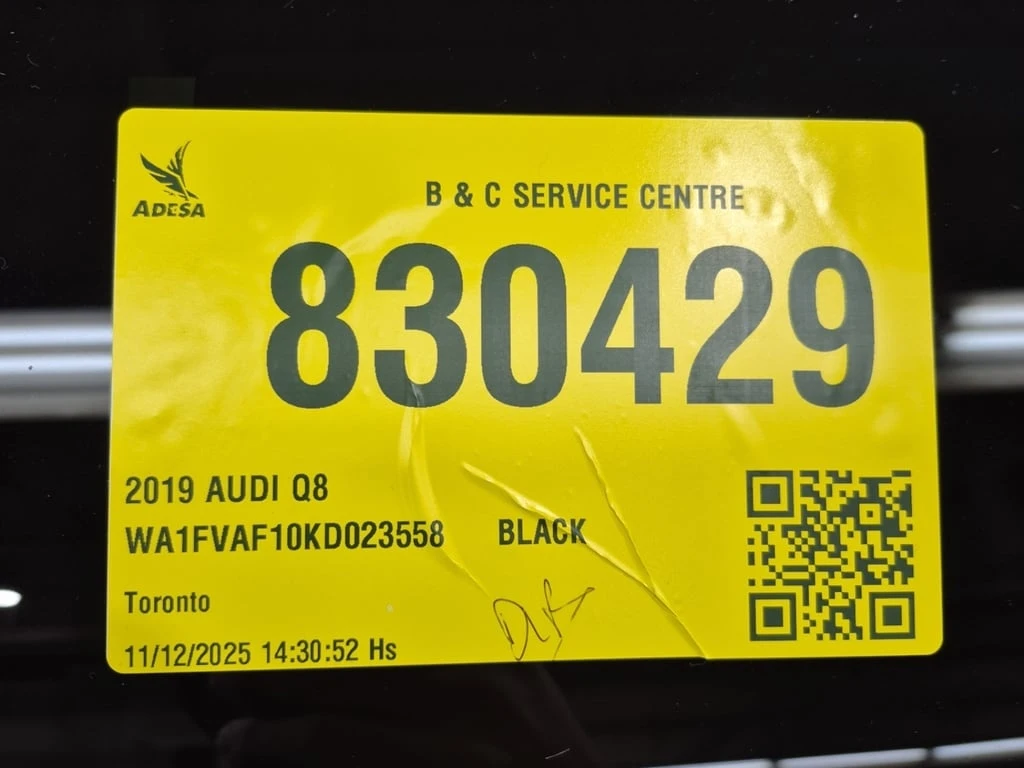 ADESA
B & C SERVICE CENTRE
830429
2019 AUDI Q8
WA1FVAF10KD023558 BLACK
Toronto
11/12/2025 14:30:52 Hs